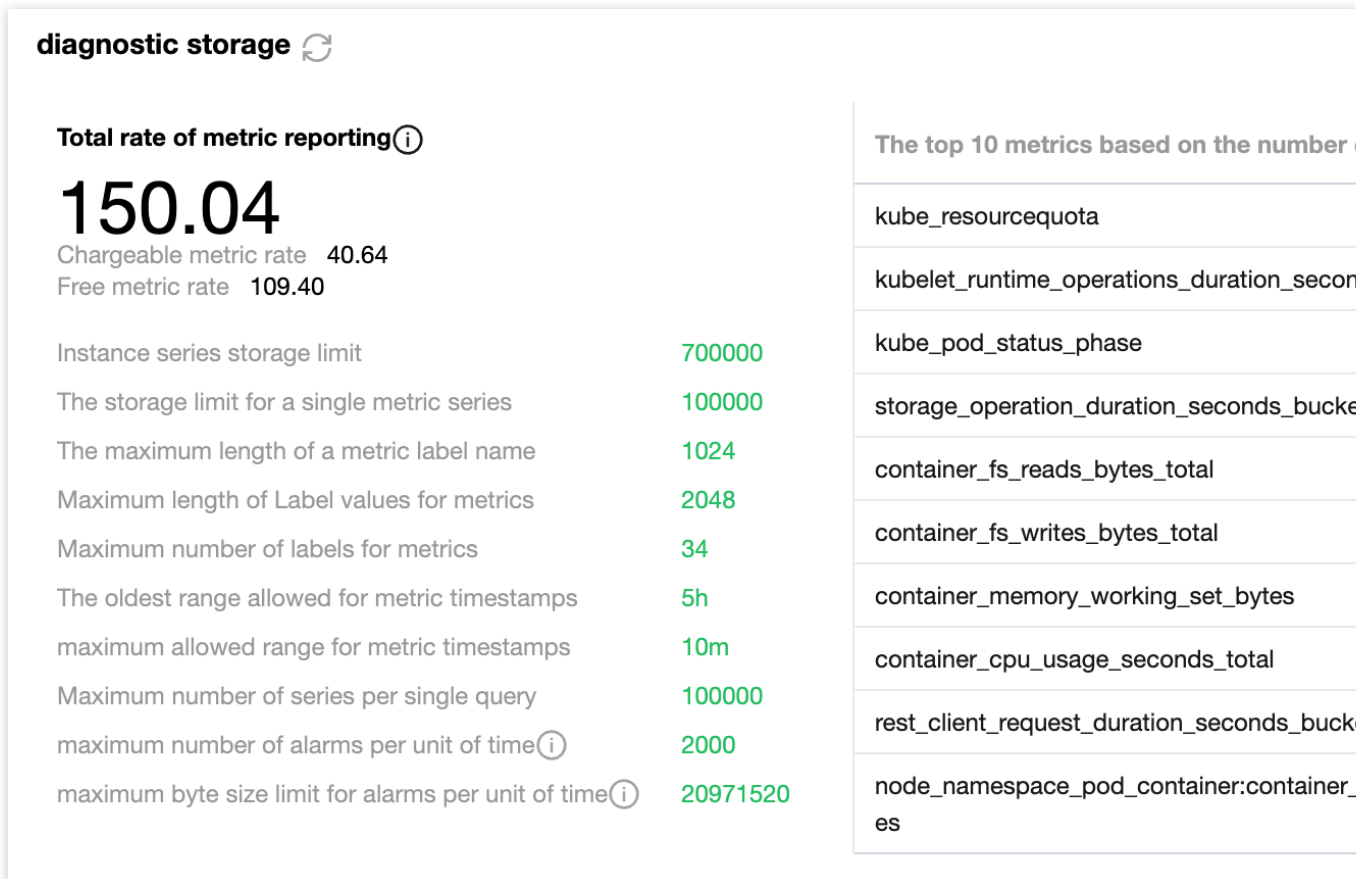 diagnostic storage
Total rate of metric reporting
150.04
Chargeable metric rate 40.64
Free metric rate 109.40
Instance series storage limit 700000
The storage limit for a single metric series 100000
The maximum length of a metric label name 1024
Maximum length of Label values for metrics 2048
Maximum number of labels for metrics 34
The oldest range allowed for metric timestamps 5h
maximum allowed range for metric timestamps 10m
Maximum number of series per single query 100000
maximum number of alarms per unit of time 2000
maximum byte size limit for alarms per unit of time 20971520
The top 10 metrics based on the number
kube_resourcequota
kubelet_runtime_operations_duration_secon
kube_pod_status_phase
storage_operation_duration_seconds_bucke
container_fs_reads_bytes_total
container_fs_writes_bytes_total
container_memory_working_set_bytes
container_cpu_usage_seconds_total
rest_client_request_duration_seconds_buck
node_namespace_pod_container:container_
es